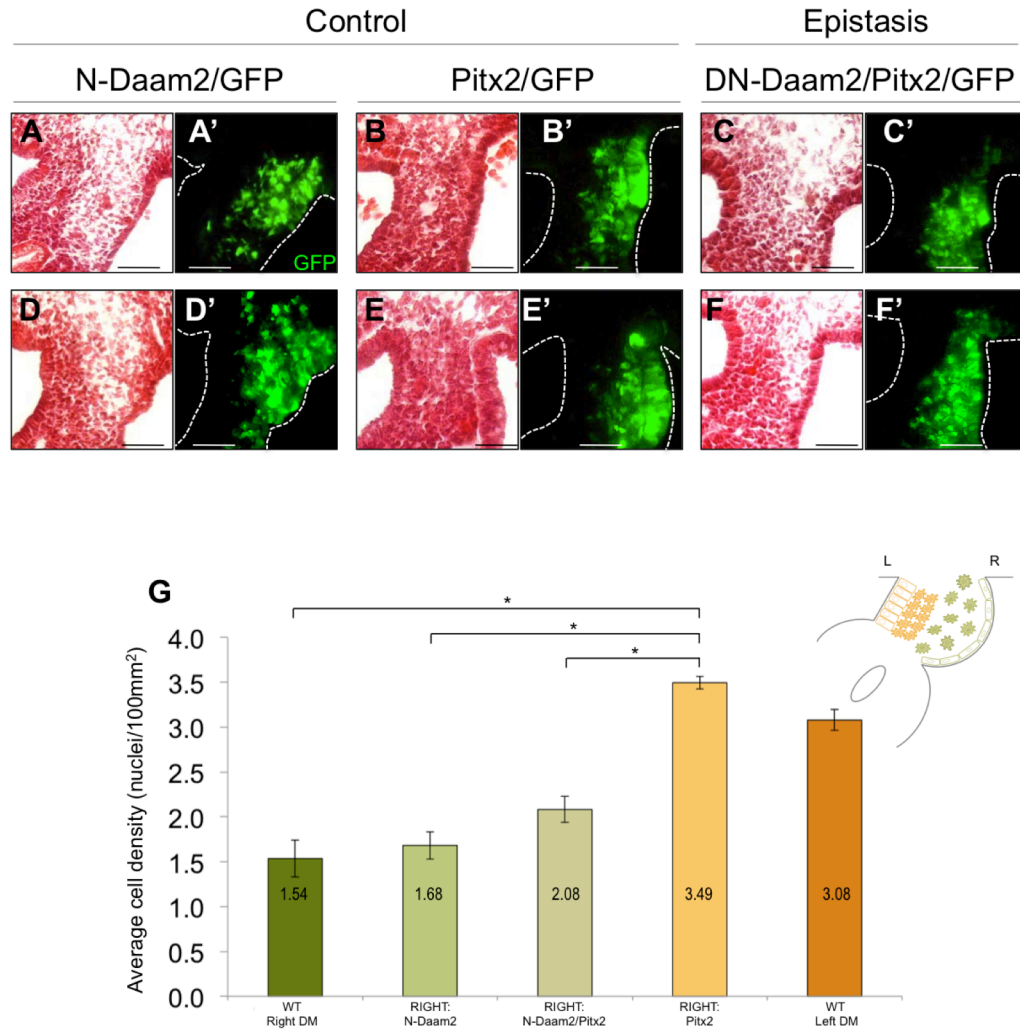 Control Epistasis
N-Daam2/GFP Pitx2/GFP DN-Daam2/Pitx2/GFP
A A’ B B’ C C’
GFP
D D’ E E’ F F’
G
L R
*
*
*
Average cell density (nuclei/100mm²)
4.0
3.5
3.0
2.5
2.0
1.5
1.0
0.5
0.0
1.54 1.68 2.08 3.49 3.08
WT RIGHT: RIGHT: RIGHT: WT
Right DM N-Daam2 N-Daam2/Pitx2 Pitx2 Left DM